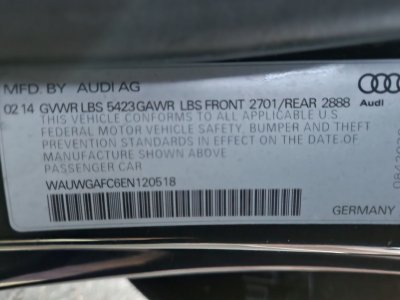 MFD. BY AUDI AG
02 14 GVWR LBS 5423 GAWR LBS FRONT 2701/REAR 2888
THIS VEHICLE CONFORMS TO ALL APPLICABLE U.S.
FEDERAL MOTOR VEHICLE SAFETY, BUMPER AND THEFT
PREVENTION STANDARDS IN EFFECT ON THE DATE OF
MANUFACTURE SHOWN ABOVE.
PASSENGER CAR
WAUWGAFC6EN120518
Audi
GERMANY